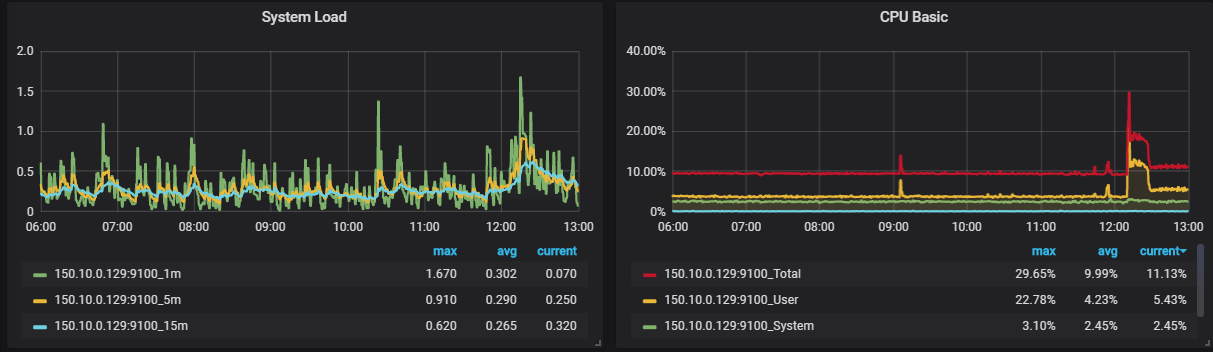 System Load
2.0
1.5
1.0
0.5
0
06:00 07:00 08:00 09:00 10:00 11:00 12:00 13:00
max avg current
150.10.0.129:9100_1m 1.670 0.302 0.070
150.10.0.129:9100_5m 0.910 0.290 0.250
150.10.0.129:9100_15m 0.620 0.265 0.320
CPU Basic
40.00%
30.00%
20.00%
10.00%
0%
06:00 07:00 08:00 09:00 10:00 11:00 12:00 13:00
max avg current
150.10.0.129:9100_Total 29.65% 9.99% 11.13%
150.10.0.129:9100_User 22.78% 4.23% 5.43%
150.10.0.129:9100_System 3.10% 2.45% 2.45%